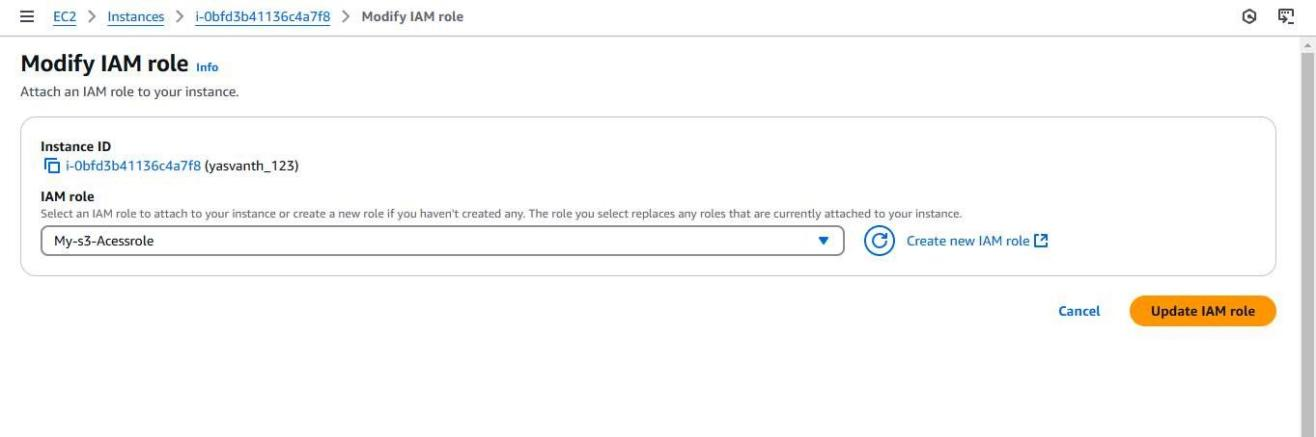 EC2 > Instances > i-0bfd3b41136c4a7f8 > Modify IAM role
Modify IAM role Info
Attach an IAM role to your instance.
Instance ID
i-0bfd3b41136c4a7f8 (yasvanth_123)
IAM role
Select an IAM role to attach to your instance or create a new role if you haven't created any. The role you select replaces any roles that are currently attached to your instance.
My-s3-Acessrole
Create new IAM role
Cancel Update IAM role